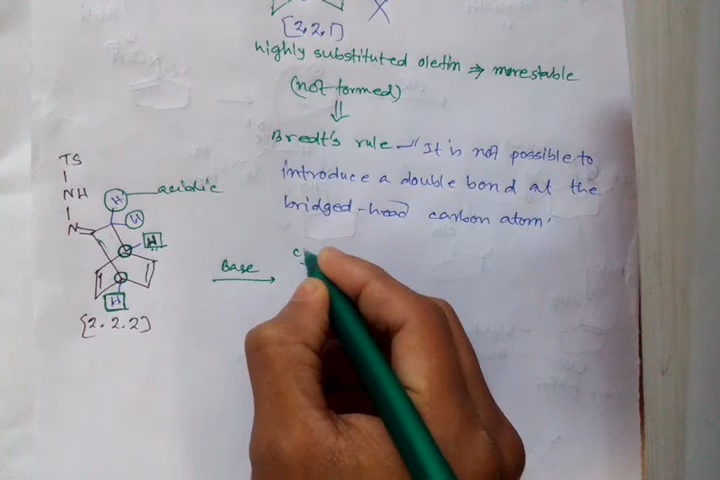 [2,2,1]
highly substituted olefin ⇒ more stable
(not formed)
⇓
Bredt's rule – "It is not possible to
introduce a double bond at the
bridged-head carbon atom.
TS
NH
H
acidic
N
H
H
Base
H
[2.2.2]